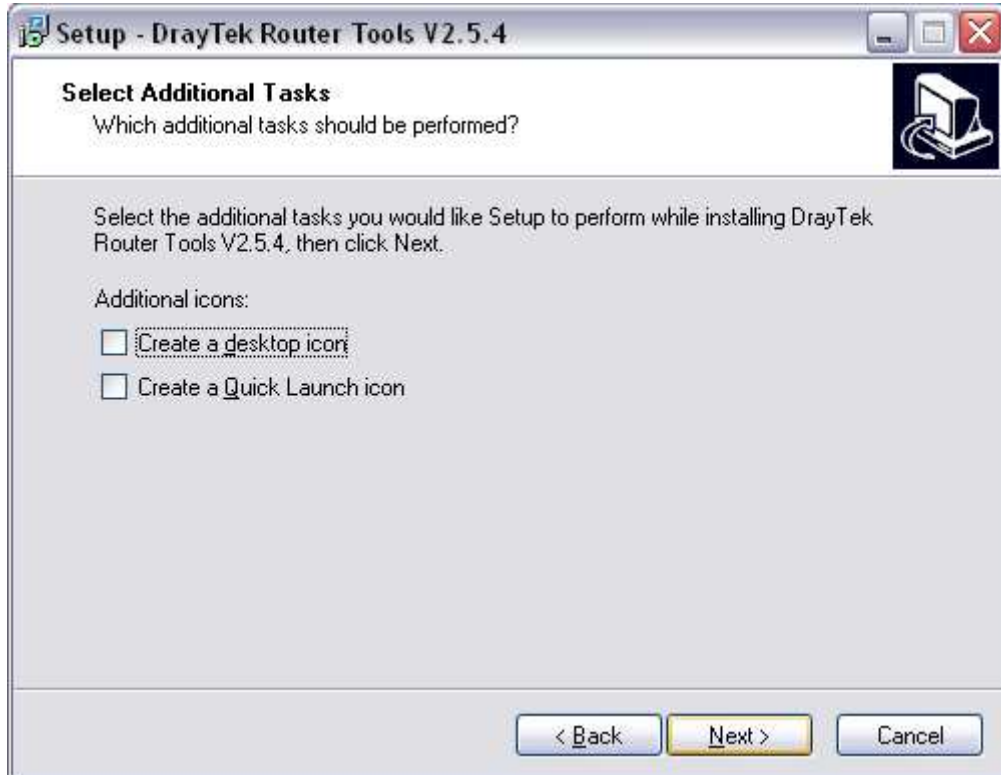 Setup - DrayTek Router Tools V2.5.4
Select Additional Tasks
Which additional tasks should be performed?
Select the additional tasks you would like Setup to perform while installing DrayTek
Router Tools V2.5.4, then click Next.
Additional icons:
Create a desktop icon
Create a Quick Launch icon
< Back Next > Cancel